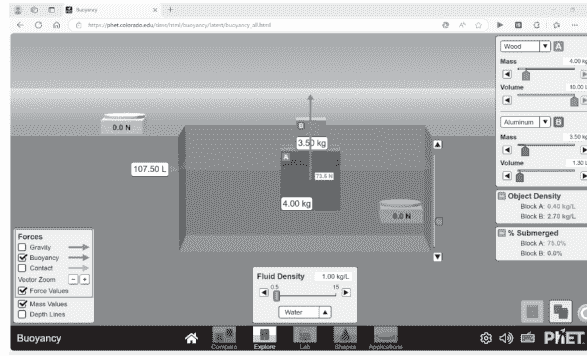 Buoyancy
https://phet.colorado.edu/sims/html/buoyancy/latest/buoyancy_all.html
Wood
A
Mass
4.00 kg
Volume
10.00 L
Aluminum
B
Mass
3.50 kg
Volume
1.30 L
Object Density
Block A: 0.40 kg/L
Block B: 2.70 kg/L
% Submerged
Block A: 75.0%
Block B: 0.0%
0.0 N
107.50 L
B
3.50 kg
A
73.5 N
4.00 kg
0.0 N
Forces
Gravity
Buoyancy
Contact
Vector Zoom
Force Values
Mass Values
Depth Lines
Fluid Density
1.00 kg/L
0.5
15
Water
Buoyancy
Compare
Explore
Lab
Shapes
Applications
PhET